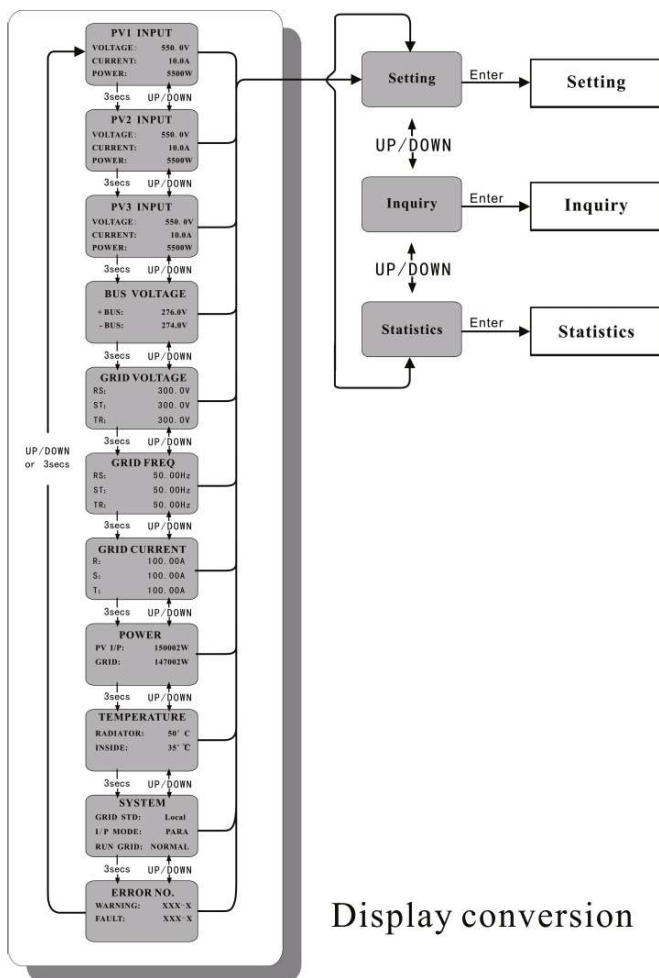 PV1 INPUT
VOLTAGE: 550.0V
CURRENT: 10.0A
POWER: 5500W
3secs UP/DOWN
PV2 INPUT
VOLTAGE: 550.0V
CURRENT: 10.0A
POWER: 5500W
3secs UP/DOWN
PV3 INPUT
VOLTAGE: 550.0V
CURRENT: 10.0A
POWER: 5500W
3secs UP/DOWN
BUS VOLTAGE
+BUS: 276.0V
-BUS: 274.0V
3secs UP/DOWN
GRID VOLTAGE
RS: 300.0V
ST: 300.0V
TR: 300.0V
3secs UP/DOWN
GRID FREQ
RS: 50.00Hz
ST: 50.00Hz
TR: 50.00Hz
3secs UP/DOWN
GRID CURRENT
R: 100.00A
S: 100.00A
T: 100.00A
3secs UP/DOWN
POWER
PV I/P: 150002W
GRID: 147002W
3secs UP/DOWN
TEMPERATURE
RADIATOR: 50° C
INSIDE: 35° ℃
3secs UP/DOWN
SYSTEM
GRID STD: Local
I/P MODE: PARA
RUN GRID: NORMAL
3secs UP/DOWN
ERROR NO.
WARNING: XXX-X
FAULT: XXX-X
UP/DOWN
or 3secs
Setting Enter Setting
UP/DOWN
Inquiry Enter Inquiry
UP/DOWN
Statistics Enter Statistics
Display conversion